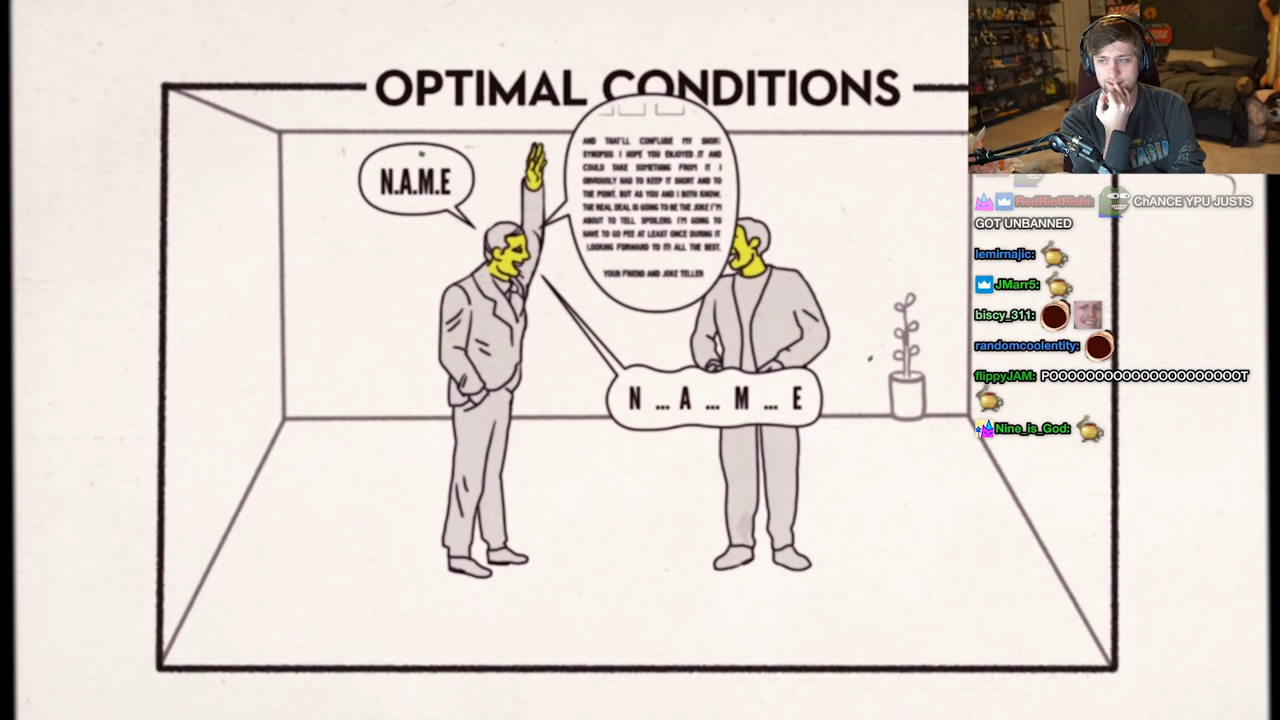 OPTIMAL CONDITIONS
N.A.M.E
AND THAT'LL CONCLUDE MY SHORT
SYNOPSIS I HOPE YOU ENJOYED IT AND
COULD TAKE SOMETHING FROM IT I
OBVIOUSLY HAD TO KEEP IT SHORT AND TO
THE POINT. BUT AS YOU AND I BOTH KNOW,
THE REAL DEAL IS GOING TO BE THE JOKE I'M
ABOUT TO TELL SPOILERS: I'M GOING TO
HAVE TO GO PEE AT LEAST ONCE DURING IT
LOOKING FORWARD TO IT! ALL THE BEST,
YOUR FRIEND AND JOKE TELLER
N ... A ... M ... E
RedRiotRishi: ChANCE YPU JUSTS
GOT UNBANNED
lemirnajic:
JMarr5:
biscy_311:
randomcoolentity:
flippyJAM: POOOOOOOOOOOOOOOOOOOOOOT
Nine_is_God: